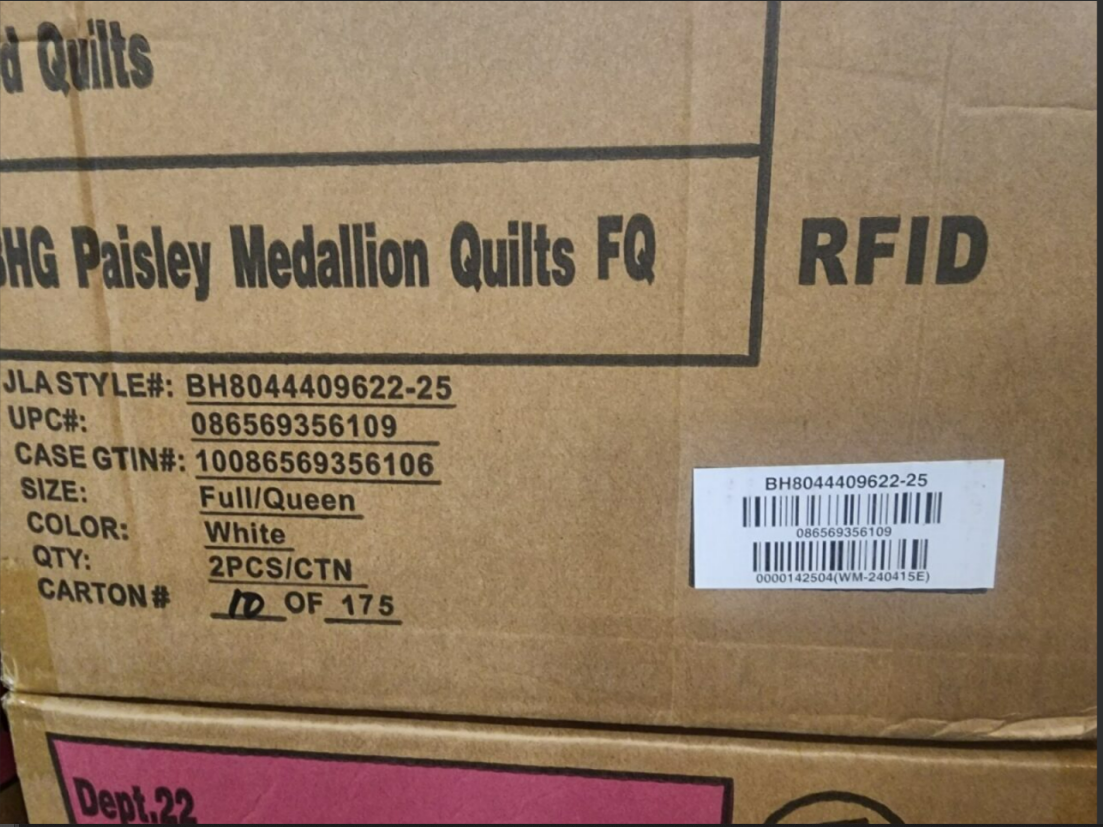 Quilts
Paisley Medallion Quilts FQ
RFID
JLA STYLE#: BH8044409622-25
UPC#: 086569356109
CASE GTIN#: 10086569356106
SIZE: Full/Queen
COLOR: White
QTY: 2PCS/CTN
CARTON# 10 OF 175
BH8044409622-25
086569356109
0000142504(WM-240415E)
Dept.22